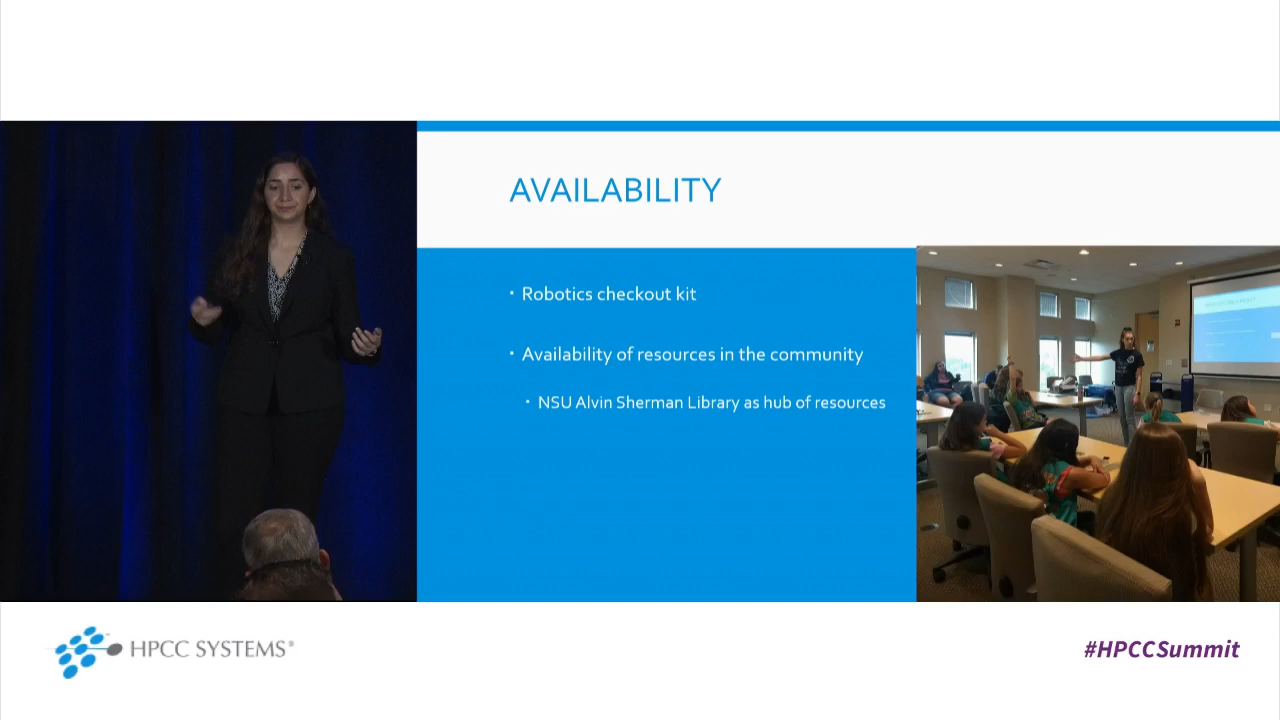 AVAILABILITY
• Robotics checkout kit
• Availability of resources in the community
• NSU Alvin Sherman Library as hub of resources
HPCC SYSTEMS®
#HPCCSummit